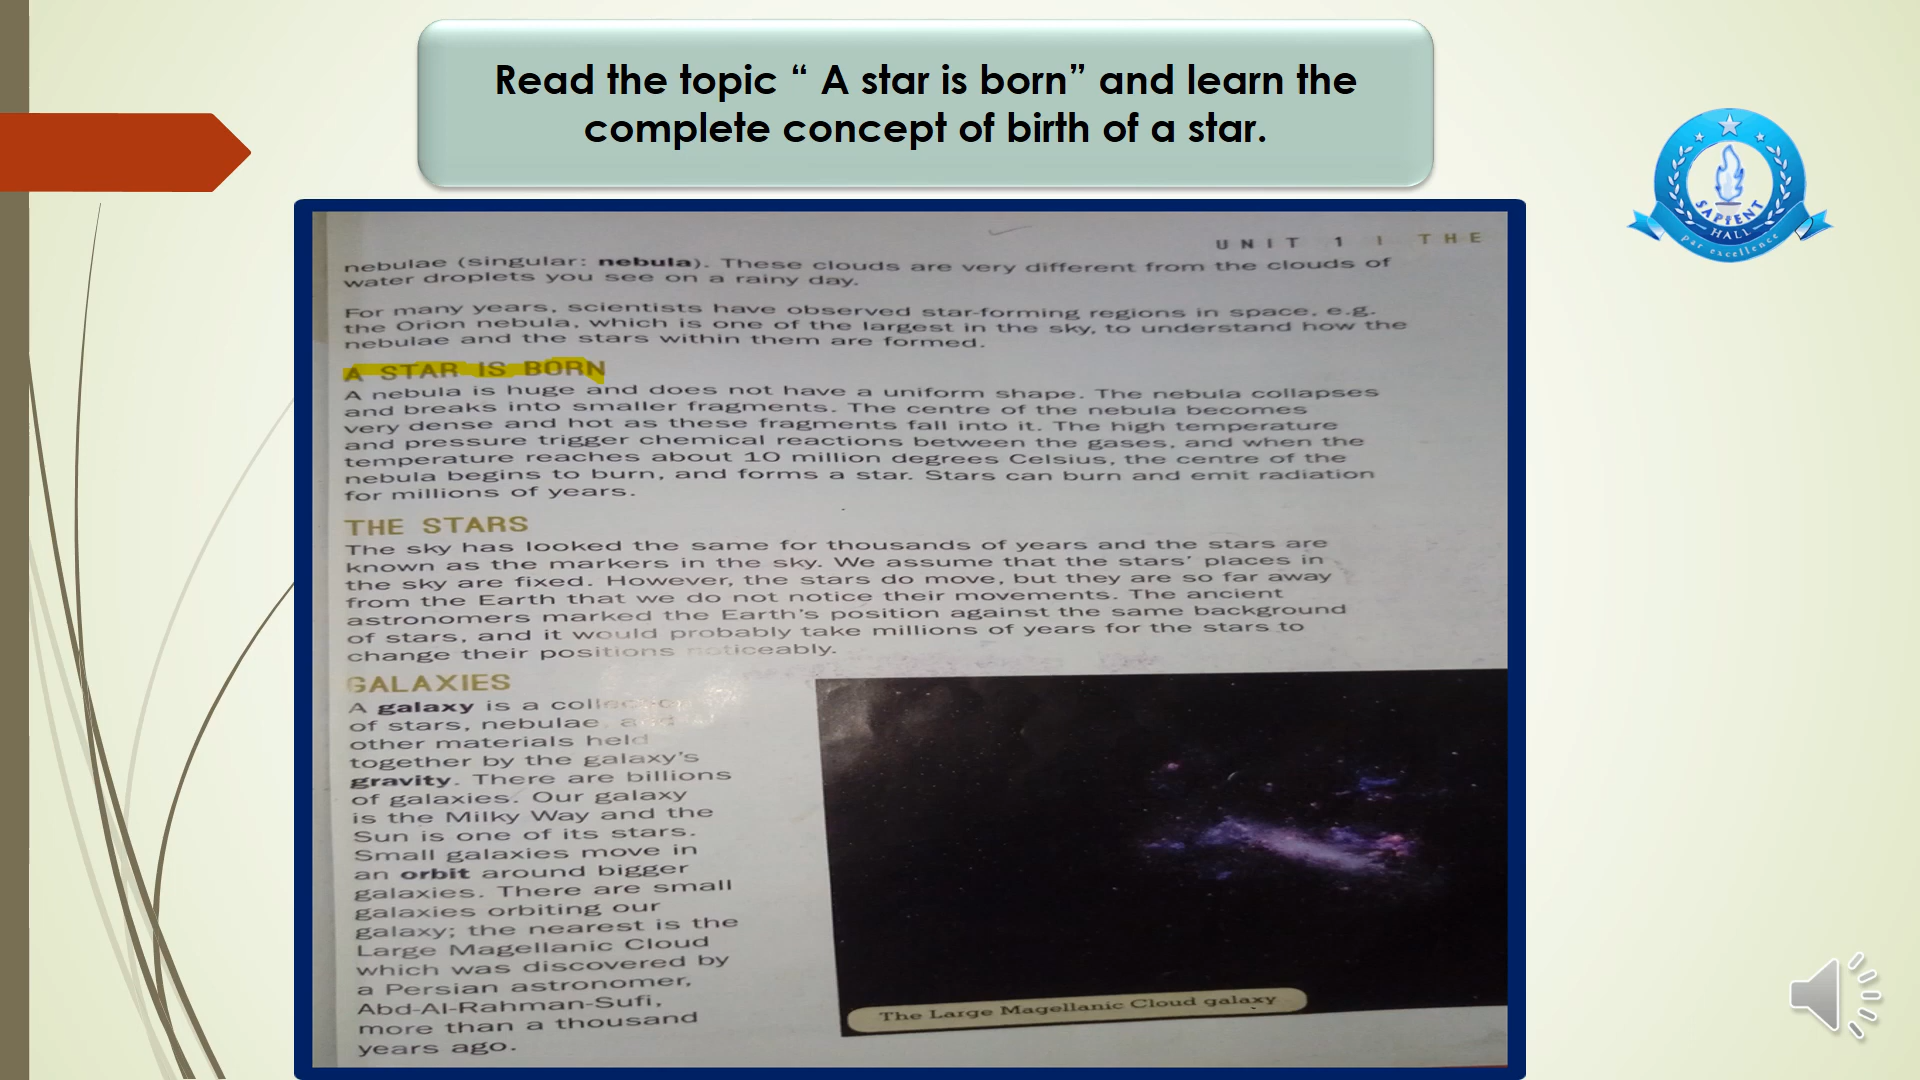 Read the topic “ A star is born” and learn the
complete concept of birth of a star.
SAPIENT
HALL
par excellence
UNIT 1 | THE
nebulae (singular: nebula). These clouds are very different from the clouds of
water droplets you see on a rainy day.
For many years, scientists have observed star-forming regions in space, e.g.
the Orion nebula, which is one of the largest in the sky, to understand how the
nebulae and the stars within them are formed.
A STAR IS BORN
A nebula is huge and does not have a uniform shape. The nebula collapses
and breaks into smaller fragments. The centre of the nebula becomes
very dense and hot as these fragments fall into it. The high temperature
and pressure trigger chemical reactions between the gases, and when the
temperature reaches about 10 million degrees Celsius, the centre of the
nebula begins to burn, and forms a star. Stars can burn and emit radiation
for millions of years.
THE STARS
The sky has looked the same for thousands of years and the stars are
known as the markers in the sky. We assume that the stars’ places in
the sky are fixed. However, the stars do move, but they are so far away
from the Earth that we do not notice their movements. The ancient
astronomers marked the Earth’s position against the same background
of stars, and it would probably take millions of years for the stars to
change their positions noticeably.
GALAXIES
A galaxy is a collection
of stars, nebulae, and
other materials held
together by the galaxy’s
gravity. There are billions
of galaxies. Our galaxy
is the Milky Way and the
Sun is one of its stars.
Small galaxies move in
an orbit around bigger
galaxies. There are small
galaxies orbiting our
galaxy; the nearest is the
Large Magellanic Cloud
which was discovered by
a Persian astronomer,
Abd-Al-Rahman-Sufi,
more than a thousand
years ago.
The Large Magellanic Cloud galaxy